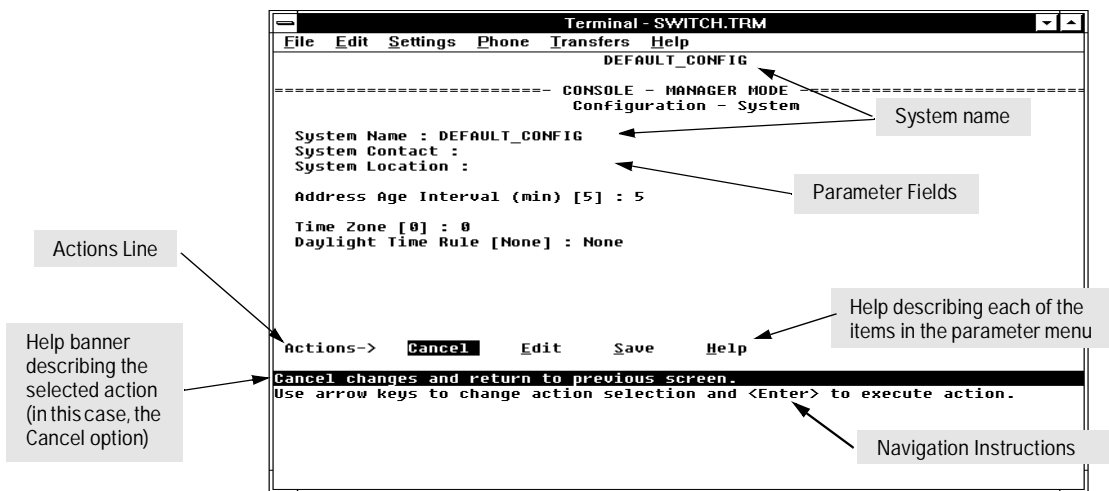 Terminal - SWITCH.TRM
File Edit Settings Phone Transfers Help
DEFAULT_CONFIG
==========================- CONSOLE - MANAGER MODE -==========================
Configuration - System
System name
System Name : DEFAULT_CONFIG
System Contact :
System Location :
Parameter Fields
Address Age Interval (min) [5] : 5
Time Zone [0] : 0
Daylight Time Rule [None] : None
Actions Line
Help describing each of the
items in the parameter menu
Actions-> Cancel Edit Save Help
Help banner
describing the
selected action
(in this case, the
Cancel option)
Cancel changes and return to previous screen.
Use arrow keys to change action selection and <Enter> to execute action.
Navigation Instructions